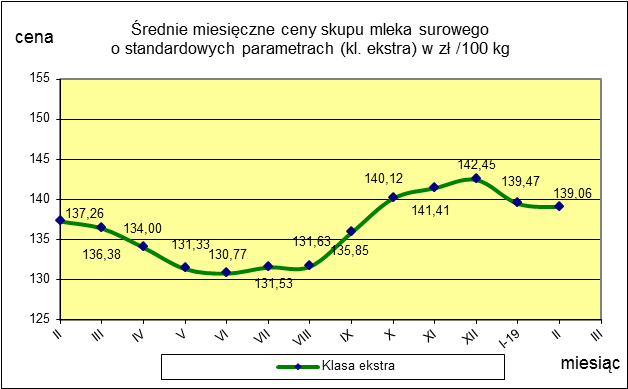 Średnie miesięczne ceny skupu mleka surowego
o standardowych parametrach (kl. ekstra) w zł /100 kg
cena
155
150
145
140
135
130
125
137,26
136,38
134,00
131,33
130,77
131,53
131,63
135,85
140,12
141,41
142,45
139,47
139,06
II
III
IV
V
VI
VII
VIII
IX
X
XI
XII
I-19
II
III
miesiąc
Klasa ekstra